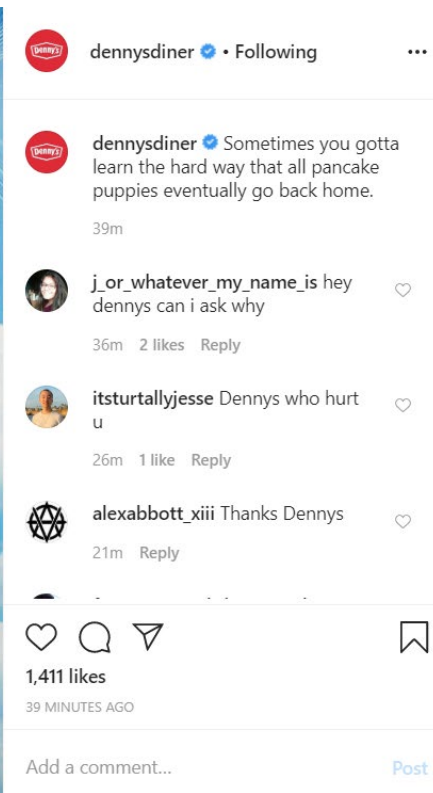 Denny's
dennysdiner • Following
Denny's
dennysdiner Sometimes you gotta
learn the hard way that all pancake
puppies eventually go back home.
39m
j_or_whatever_my_name_is hey
dennys can i ask why
36m 2 likes Reply
itsturtallyjesse Dennys who hurt
u
26m 1 like Reply
alexabbott_xiii Thanks Dennys
21m Reply
1,411 likes
39 MINUTES AGO
Add a comment...
Post